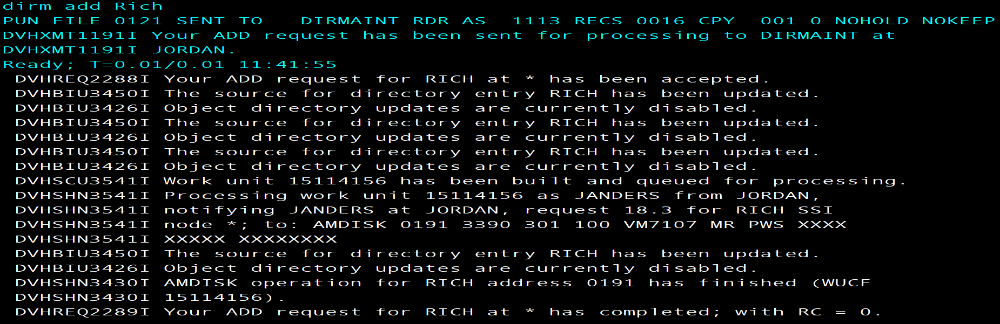 dirm add Rich
PUN FILE 0121 SENT TO   DIRMAINT RDR AS  1113 RECS 0016 CPY  001 0 NOHOLD NOKEEP
DVHXMT1191I Your ADD request has been sent for processing to DIRMAINT at
DVHXMT1191I JORDAN.
Ready; T=0.01/0.01 11:41:55
DVHREQ2288I Your ADD request for RICH at * has been accepted.
DVHBIU3450I The source for directory entry RICH has been updated.
DVHBIU3426I Object directory updates are currently disabled.
DVHBIU3450I The source for directory entry RICH has been updated.
DVHBIU3426I Object directory updates are currently disabled.
DVHBIU3450I The source for directory entry RICH has been updated.
DVHBIU3426I Object directory updates are currently disabled.
DVHSCU3541I Work unit 15114156 has been built and queued for processing.
DVHSHN3541I Processing work unit 15114156 as JANDERS from JORDAN,
DVHSHN3541I notifying JANDERS at JORDAN, request 18.3 for RICH SSI
DVHSHN3541I node *; to: AMDISK 0191 3390 301 100 VM7107 MR PWS XXXX
DVHSHN3541I XXXXX XXXXXXXX
DVHBIU3450I The source for directory entry RICH has been updated.
DVHBIU3426I Object directory updates are currently disabled.
DVHSHN3430I AMDISK operation for RICH address 0191 has finished (WUCF
DVHSHN3430I 15114156).
DVHREQ2289I Your ADD request for RICH at * has completed; with RC = 0.